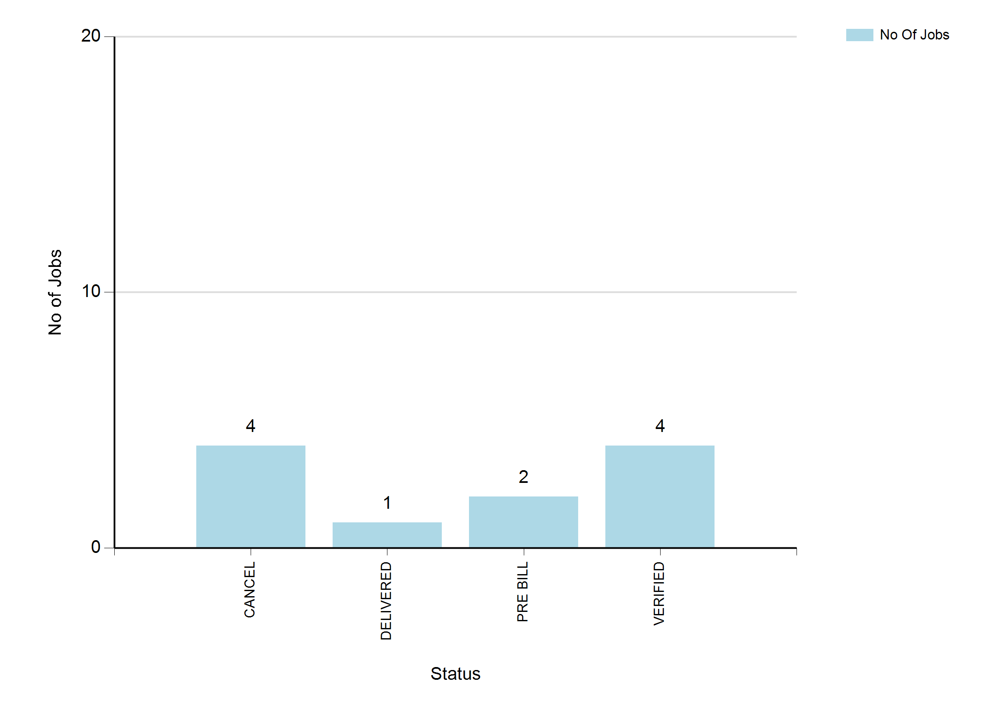 20
No Of Jobs
No of Jobs
10
4
4
2
1
0
CANCEL
DELIVERED
PRE BILL
VERIFIED
Status